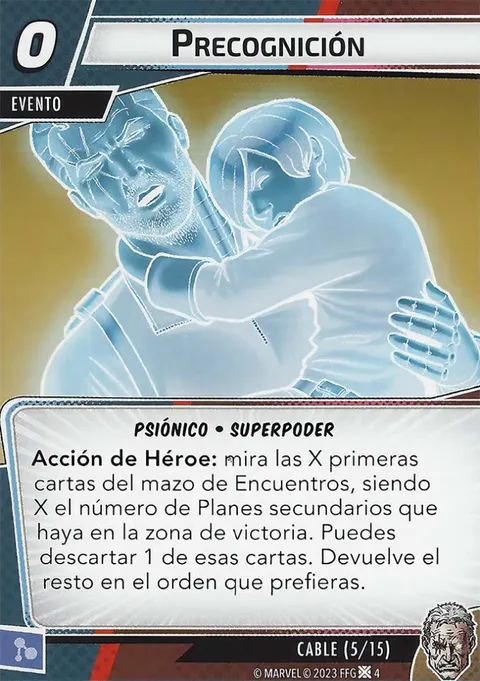 0
PRECOGNICIÓN
EVENTO
PSIÓNICO • SUPERPODER
Acción de Héroe: mira las X primeras
cartas del mazo de Encuentros, siendo
X el número de Planes secundarios que
haya en la zona de victoria. Puedes
descartar 1 de esas cartas. Devuelve el
resto en el orden que prefieras.
CABLE (5/15)
© MARVEL © 2023 FFG 4